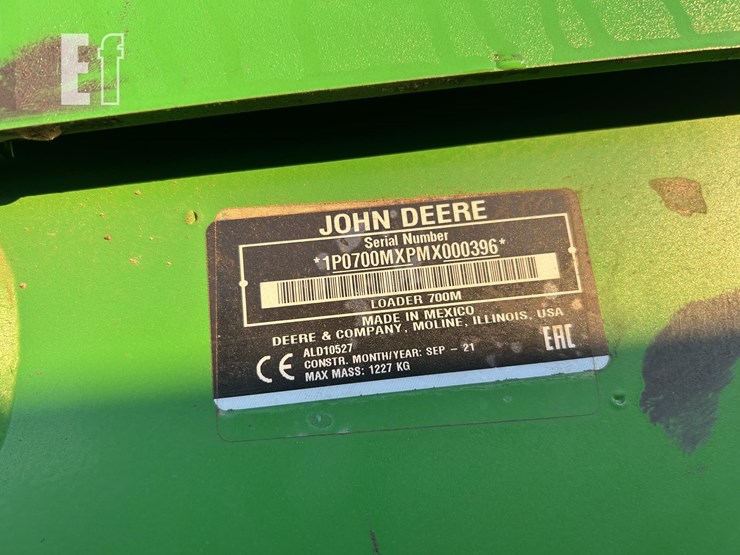 Ef
JOHN DEERE
Serial Number
*1P0700MXPMX000396*
LOADER 700M
MADE IN MEXICO
DEERE & COMPANY, MOLINE, ILLINOIS, USA
ALD10527
CONSTR. MONTH/YEAR: SEP - 21
MAX MASS: 1227 KG
CE
EAC